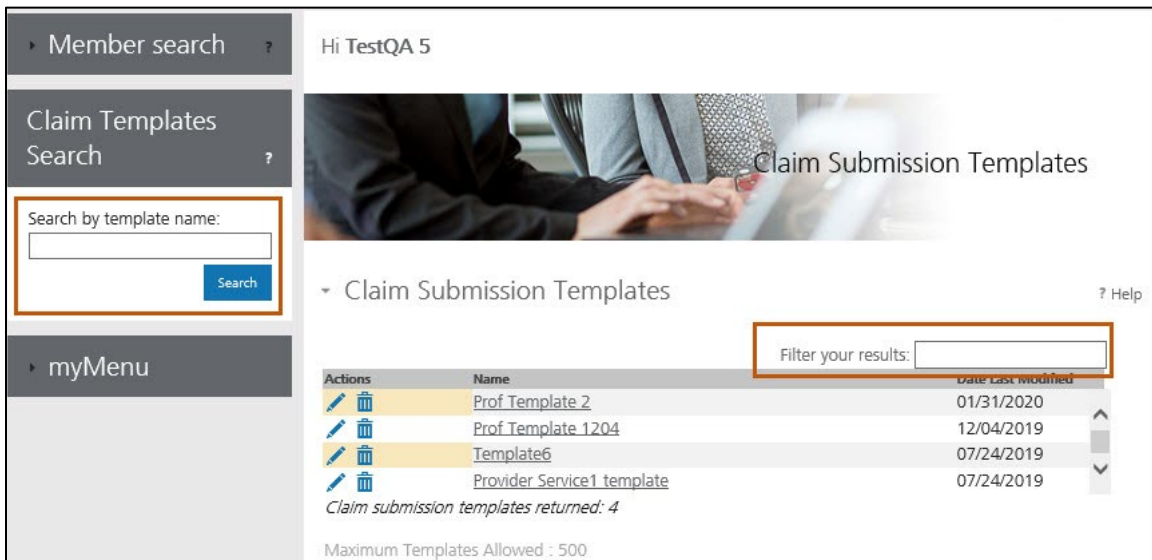 Member search ?
Hi TestQA 5
Claim Templates
Search ?
Claim Submission Templates
Search by template name:
Search
Claim Submission Templates
? Help
myMenu
Filter your results:
Actions Name Date Last Modified
Prof Template 2 01/31/2020
Prof Template 1204 12/04/2019
Template6 07/24/2019
Provider Service1 template 07/24/2019
Claim submission templates returned: 4
Maximum Templates Allowed : 500